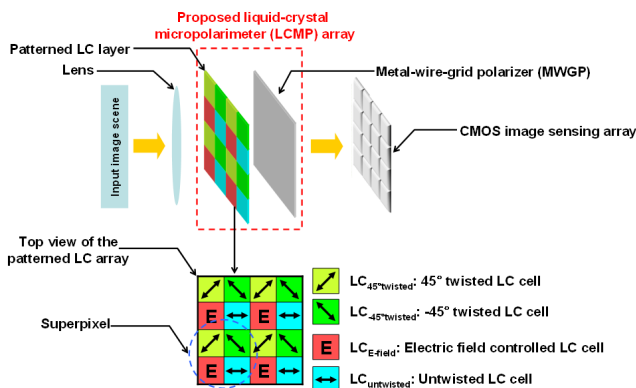 Proposed liquid-crystal
micropolarimeter (LCMP) array
Patterned LC layer
Lens
Metal-wire-grid polarizer (MWGP)
Input image scene
CMOS image sensing array
Top view of the
patterned LC array
Superpixel
E E
E E
LC45°twisted: 45° twisted LC cell
LC-45°twisted: -45° twisted LC cell
E LCE-field: Electric field controlled LC cell
LCuntwisted: Untwisted LC cell